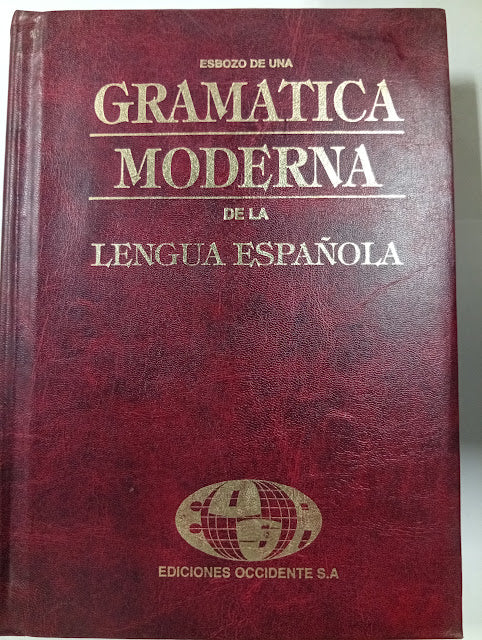 ESBOZO DE UNA
GRAMATICA
MODERNA
DE LA
LENGUA ESPAÑOLA
EDICIONES OCCIDENTE S.A